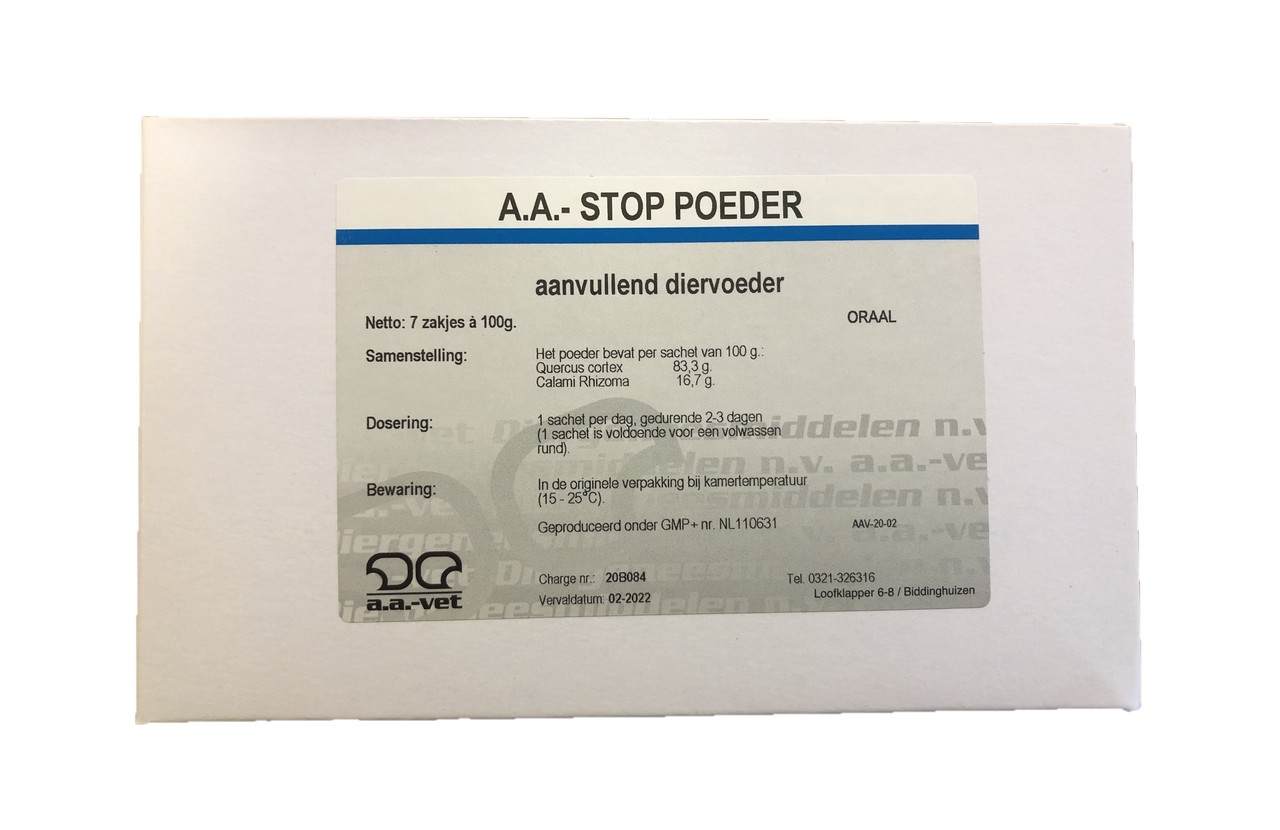 A.A.- STOP POEDER
aanvullend diervoeder
Netto: 7 zakjes à 100g.
ORAAL
Samenstelling:
Het poeder bevat per sachet van 100 g.:
Quercus cortex 83,3 g.
Calami Rhizoma 16,7 g.
Dosering:
1 sachet per dag, gedurende 2-3 dagen
(1 sachet is voldoende voor een volwassen
rund).
Bewaring:
In de originele verpakking bij kamertemperatuur
(15 - 25°C).
Geproduceerd onder GMP+ nr. NL110631
AAV-20-02
a.a.-vet
Charge nr.: 20B084
Vervaldatum: 02-2022
Tel. 0321-326316
Loofklapper 6-8 / Biddinghuizen